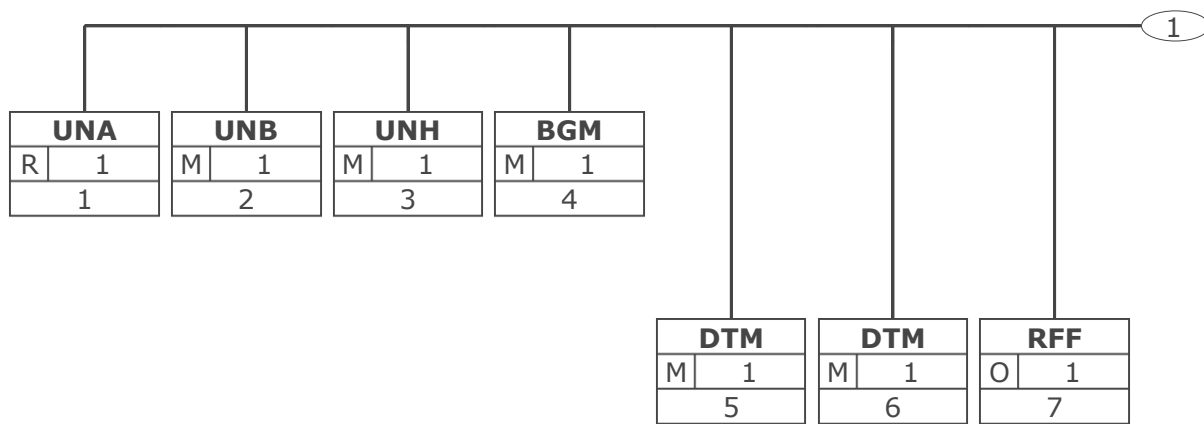 1
UNA UNB UNH BGM
R 1 M 1 M 1 M 1
1 2 3 4
DTM DTM RFF
M 1 M 1 O 1
5 6 7